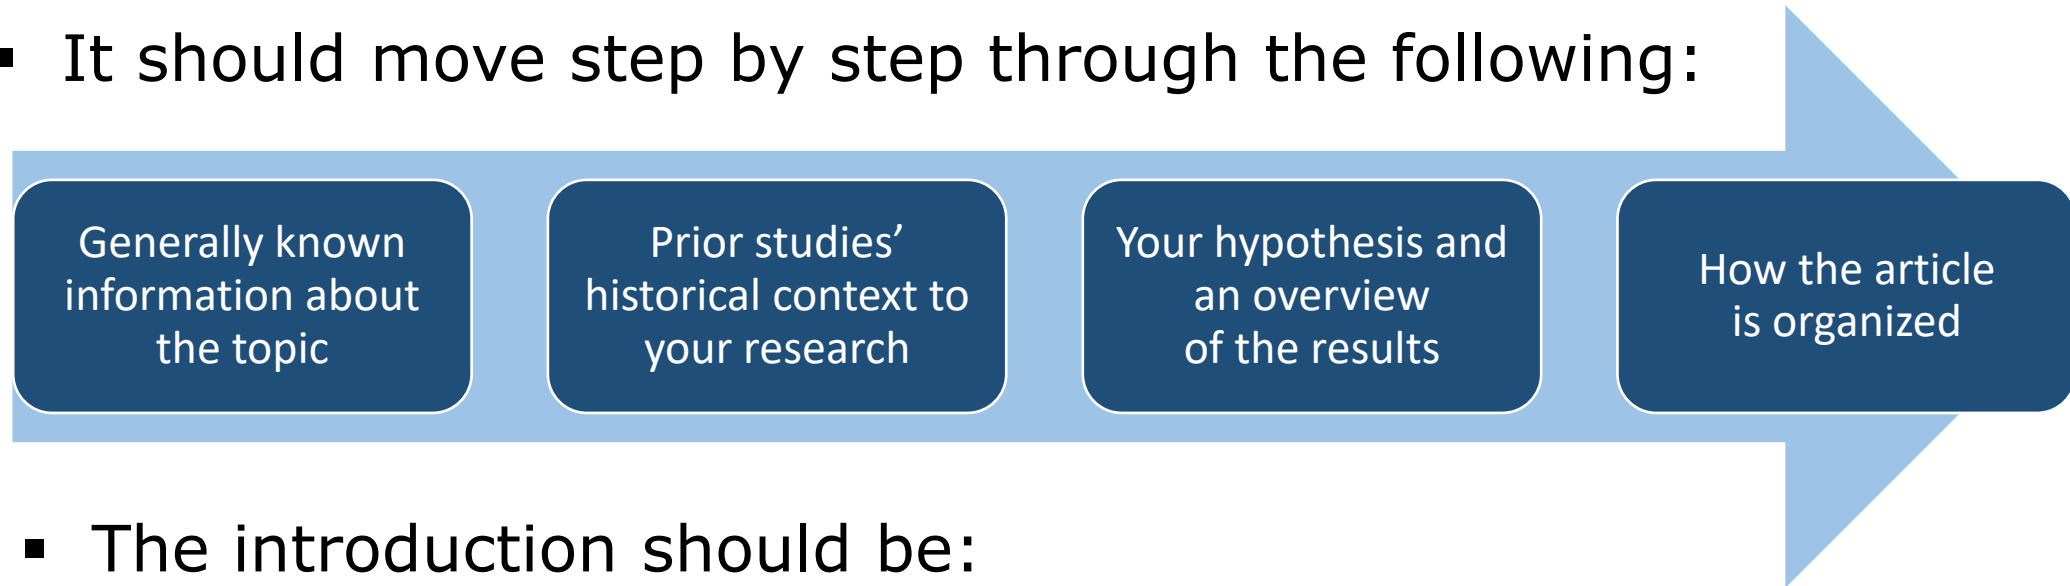 ▪ It should move step by step through the following:
Generally known
information about
the topic
Prior studies’
historical context to
your research
Your hypothesis and
an overview
of the results
How the article
is organized
▪ The introduction should be: